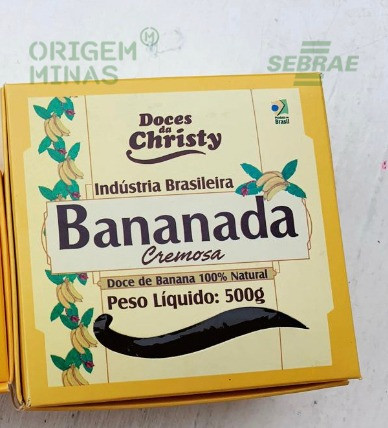 ORIGEM
MINAS
SEBRAE
Doces
da
Christy
Indústria Brasileira
Bananada
Cremosa
Doce de Banana 100% Natural
Peso Líquido: 500g